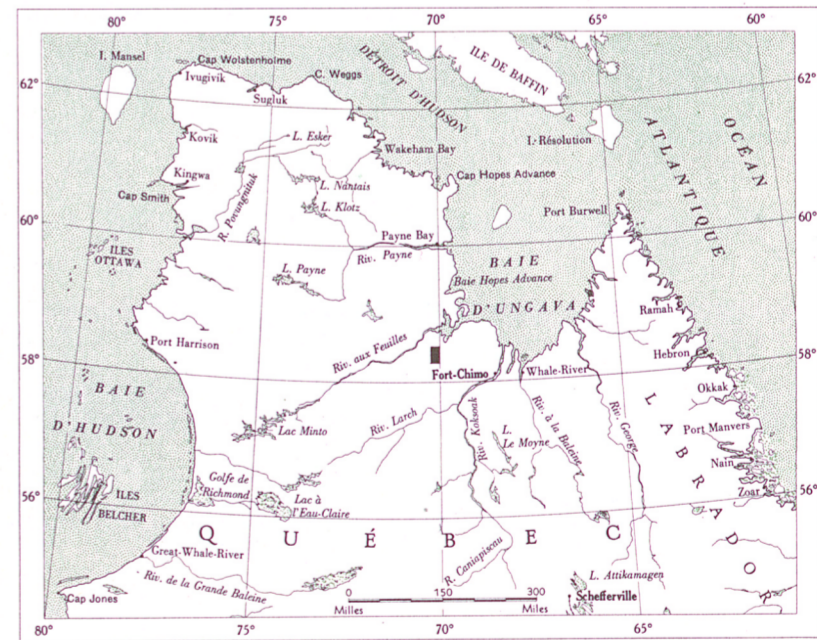 80° 75° 70° 65° 60°
62°
60°
58°
56°
I. Mansel
Cap Wolstenholme
Ivugivik
C. Weggs
Sugluk
DÉTROIT D'HUDSON
ILE DE BAFFIN
62°
Kovik
L. Esker
Wakeham Bay
I. Résolution
ATLANTIQUE
OCÉAN
Kingwa
L. Nantais
Cap Hopes Advance
Cap Smith
R. Povungnituk
L. Klotz
Port Burwell
60°
ILES
OTTAWA
Payne Bay
Riv. Payne
BAIE
L. Payne
Baie Hopes Advance
D'UNGAVA
Ramah
Port Harrison
Riv. aux Feuilles
Hebron
58°
Fort-Chimo
Whale-River
BAIE
D'HUDSON
Okkak
Lac Minto
Riv. Larch
Riv. Koksoak
L.
Le Moyne
Riv. à la Baleine
Riv. George
LABRADOR
Port Manvers
Nain
Golfe de
Richmond
Lac à
l'Eau-Claire
Zoar
56°
ILES
BELCHER
QUÉBEC
Great-Whale-River
R. Caniapiscau
Riv. de la Grande Baleine
L. Attikamagen
Cap Jones
0 150 300
Milles Miles
Schefferville
80° 75° 70° 65°